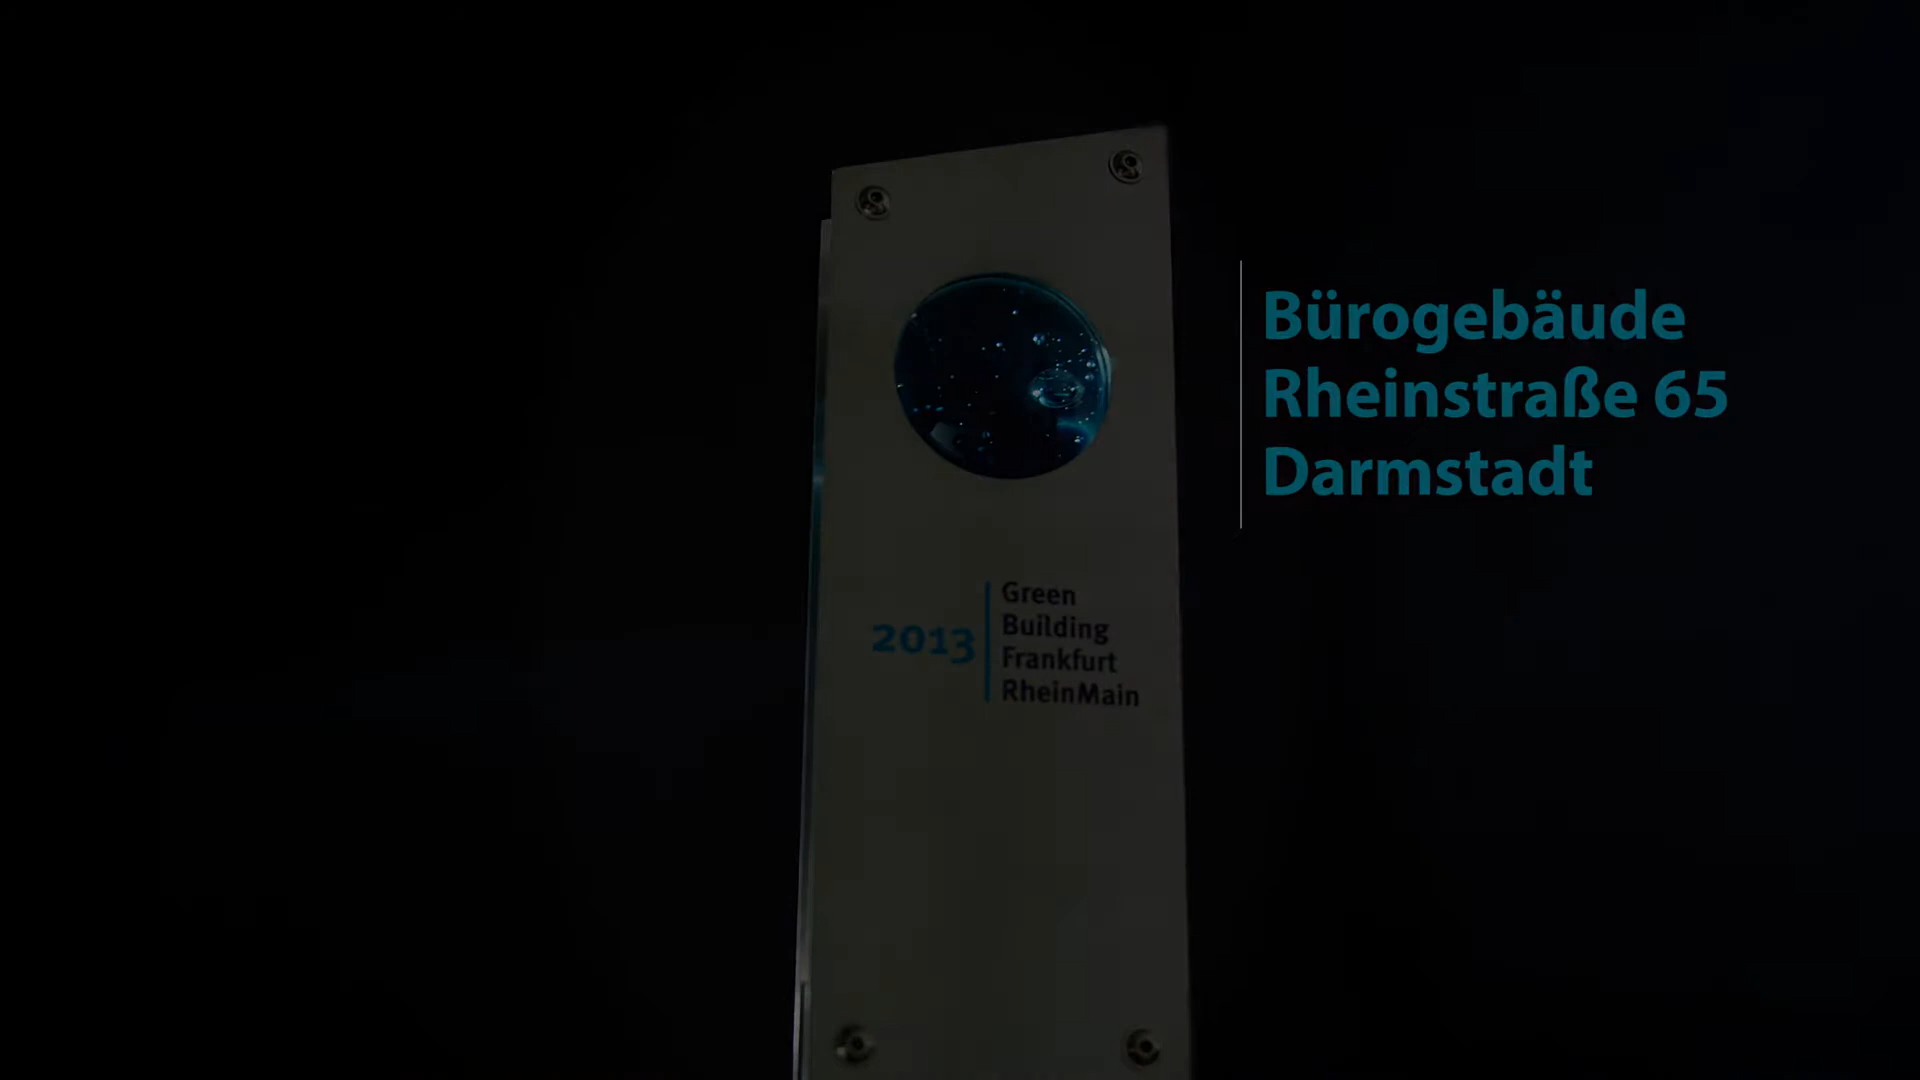 Bürogebäude
Rheinstraße 65
Darmstadt
2013
Green
Building
Frankfurt
RheinMain